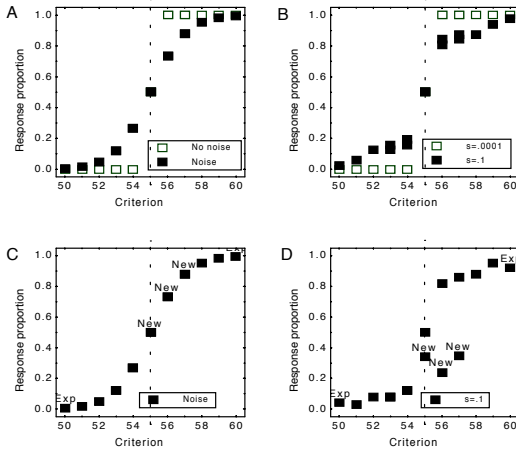 A
Response proportion
1.0
0.8
0.6
0.4
0.2
0.0
No noise
Noise
50 52 54 56 58 60
Criterion
B
Response proportion
1.0
0.8
0.6
0.4
0.2
0.0
s=.0001
s=.1
50 52 54 56 58 60
Criterion
C
Response proportion
1.0
0.8
0.6
0.4
0.2
0.0
Exp
New
New
New
Exp
Noise
50 52 54 56 58 60
Criterion
D
Response proportion
1.0
0.8
0.6
0.4
0.2
0.0
Exp
New
New
New
Ex
s=.1
50 52 54 56 58 60
Criterion